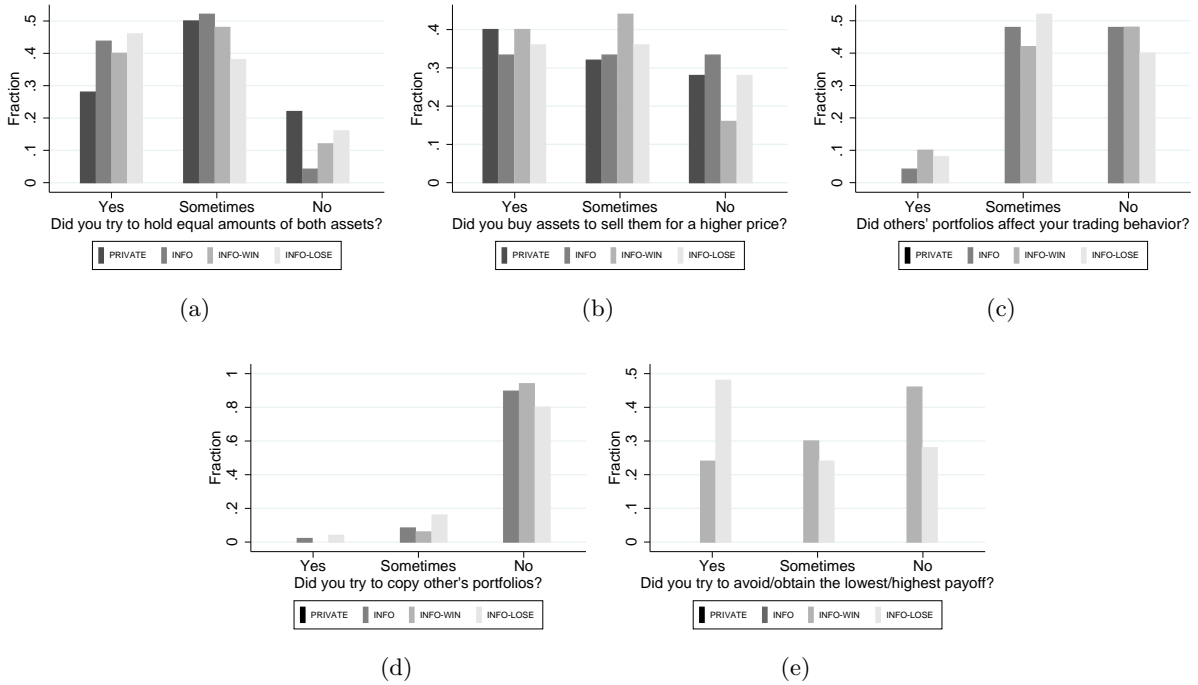 Fraction
0 .1 .2 .3 .4 .5
Yes Sometimes No
Did you try to hold equal amounts of both assets?
PRIVATE INFO INFO-WIN INFO-LOSE
(a)
Fraction
0 .1 .2 .3 .4
Yes Sometimes No
Did you buy assets to sell them for a higher price?
PRIVATE INFO INFO-WIN INFO-LOSE
(b)
Fraction
0 .1 .2 .3 .4 .5
Yes Sometimes No
Did others' portfolios affect your trading behavior?
PRIVATE INFO INFO-WIN INFO-LOSE
(c)
Fraction
0 .2 .4 .6 .8 1
Yes Sometimes No
Did you try to copy other's portfolios?
PRIVATE INFO INFO-WIN INFO-LOSE
(d)
Fraction
0 .1 .2 .3 .4 .5
Yes Sometimes No
Did you try to avoid/obtain the lowest/highest payoff?
PRIVATE INFO INFO-WIN INFO-LOSE
(e)